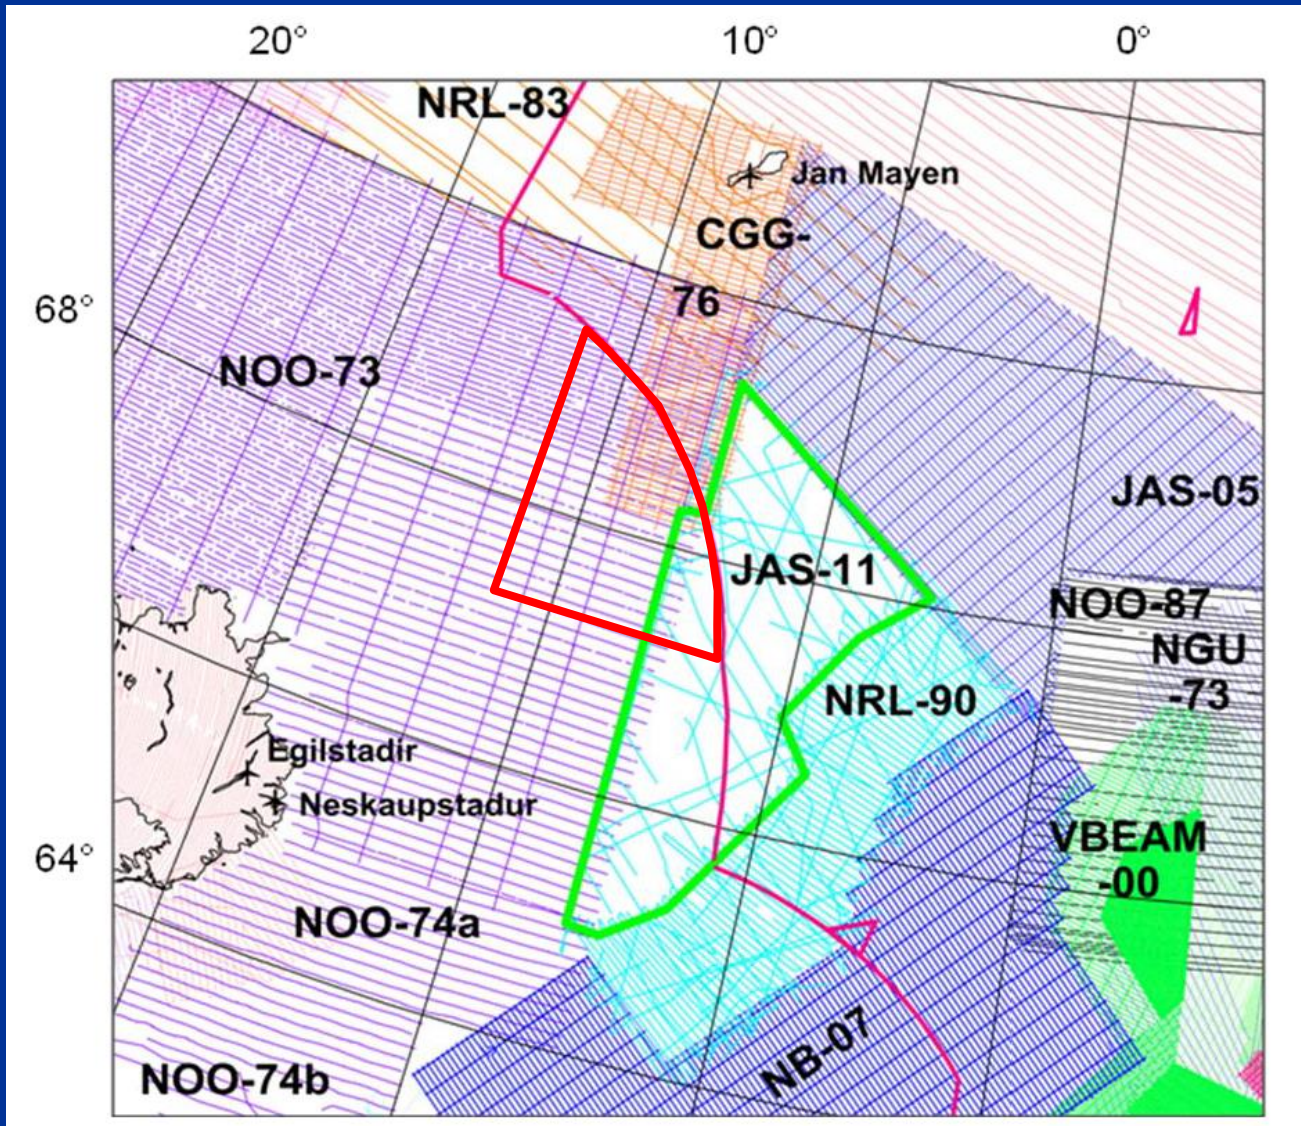 20°
10°
0°
NRL-83
Jan Mayen
CGG-
76
68°
NOO-73
JAS-05
JAS-11
NOO-87
NGU
-73
NRL-90
Egilstadir
Neskaupstadur
64°
VBEAM
-00
NOO-74a
NB-07
NOO-74b